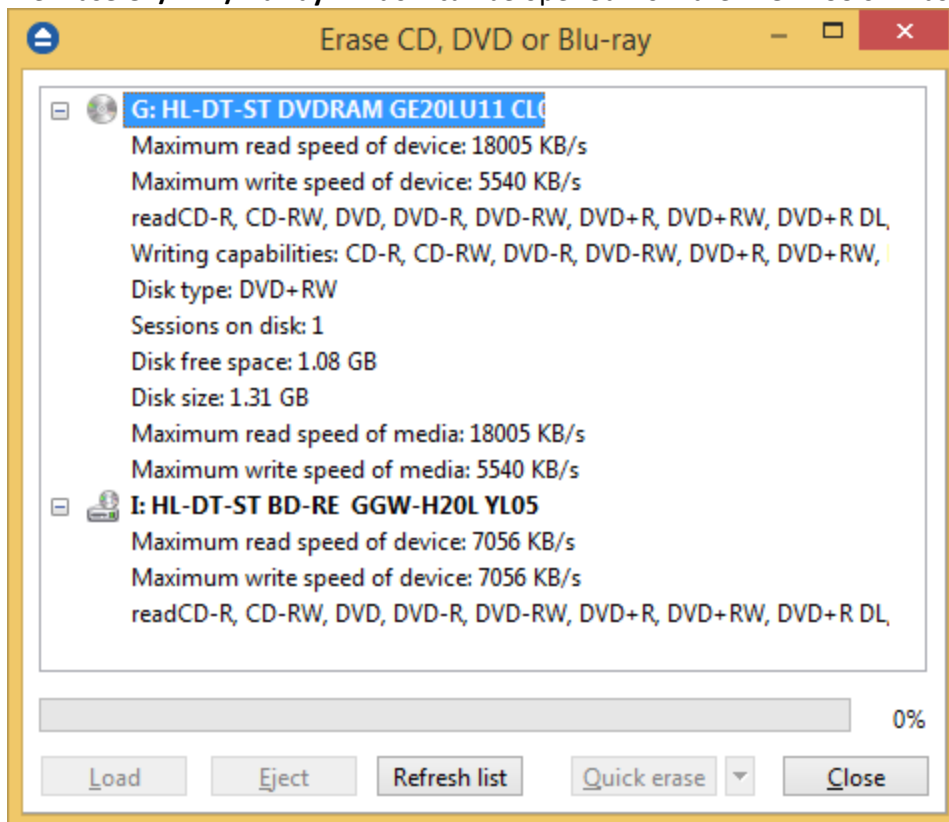 Erase CD, DVD or Blu-ray
G: HL-DT-ST DVDRAM GE20LU11 CL0
Maximum read speed of device: 18005 KB/s
Maximum write speed of device: 5540 KB/s
readCD-R, CD-RW, DVD, DVD-R, DVD-RW, DVD+R, DVD+RW, DVD+R DL,
Writing capabilities: CD-R, CD-RW, DVD-R, DVD-RW, DVD+R, DVD+RW,
Disk type: DVD+RW
Sessions on disk: 1
Disk free space: 1.08 GB
Disk size: 1.31 GB
Maximum read speed of media: 18005 KB/s
Maximum write speed of media: 5540 KB/s
I: HL-DT-ST BD-RE GGW-H20L YL05
Maximum read speed of device: 7056 KB/s
Maximum write speed of device: 7056 KB/s
readCD-R, CD-RW, DVD, DVD-R, DVD-RW, DVD+R, DVD+RW, DVD+R DL,
0%
Load Eject Refresh list Quick erase Close